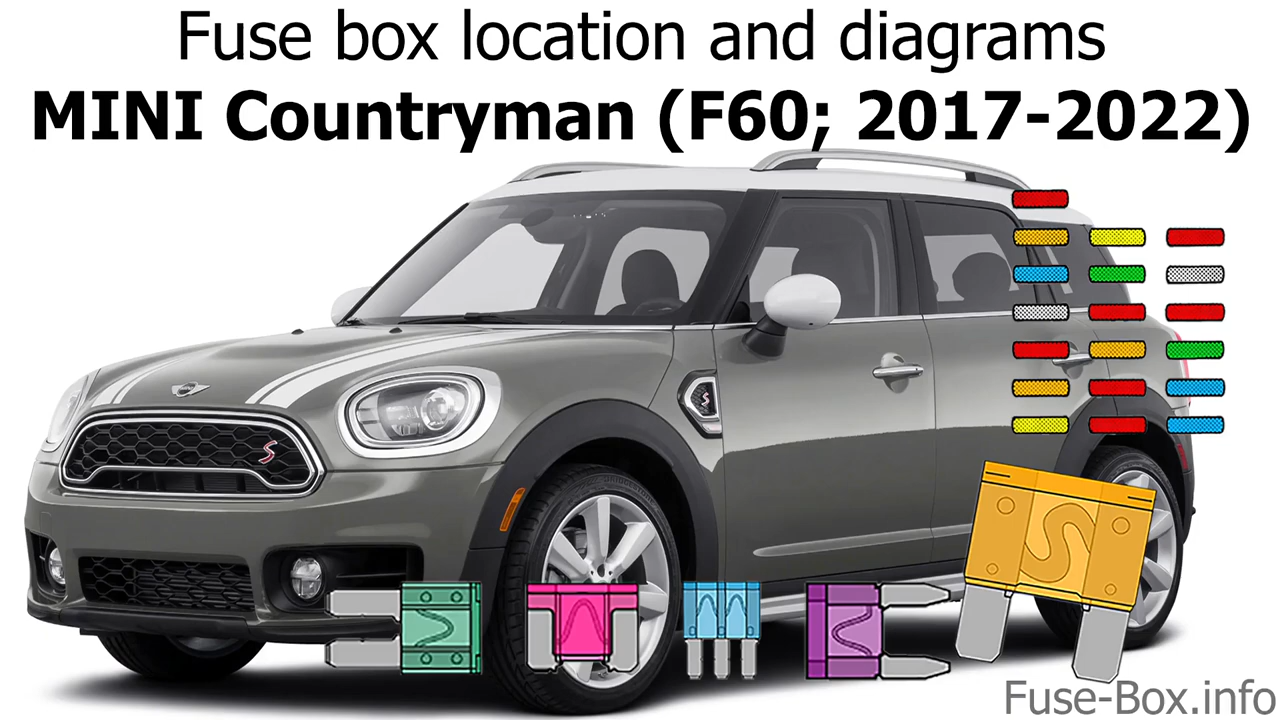 Fuse box location and diagrams
MINI Countryman (F60; 2017-2022)
S
S
Fuse-Box.info